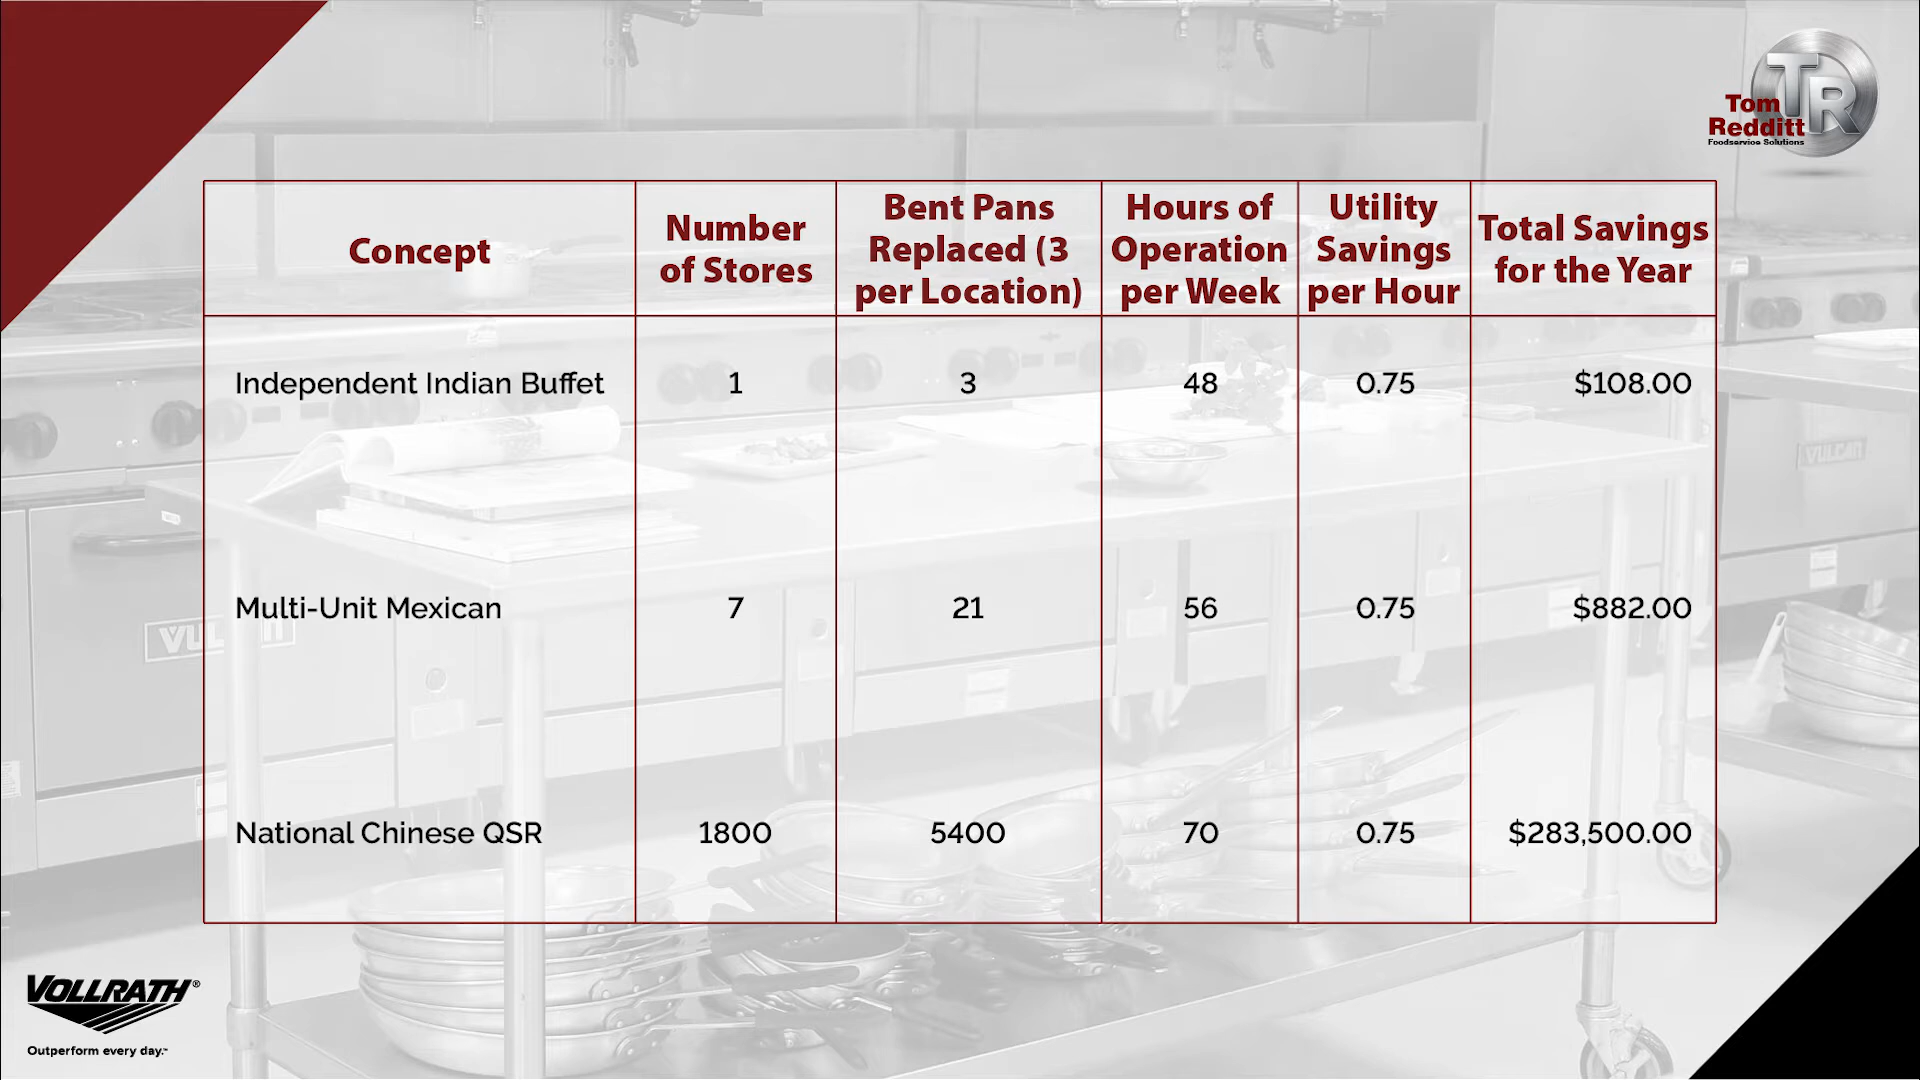 TR
Tom
Redditt
Foodservice Solutions
Concept
Number
of Stores
Bent Pans
Replaced (3
per Location)
Hours of
Operation
per Week
Utility
Savings
per Hour
Total Savings
for the Year
Independent Indian Buffet 1 3 48 0.75 $108.00
VULCAN
Multi-Unit Mexican 7 21 56 0.75 $882.00
National Chinese QSR 1800 5400 70 0.75 $283,500.00
VOLLRATH®
Outperform every day.™